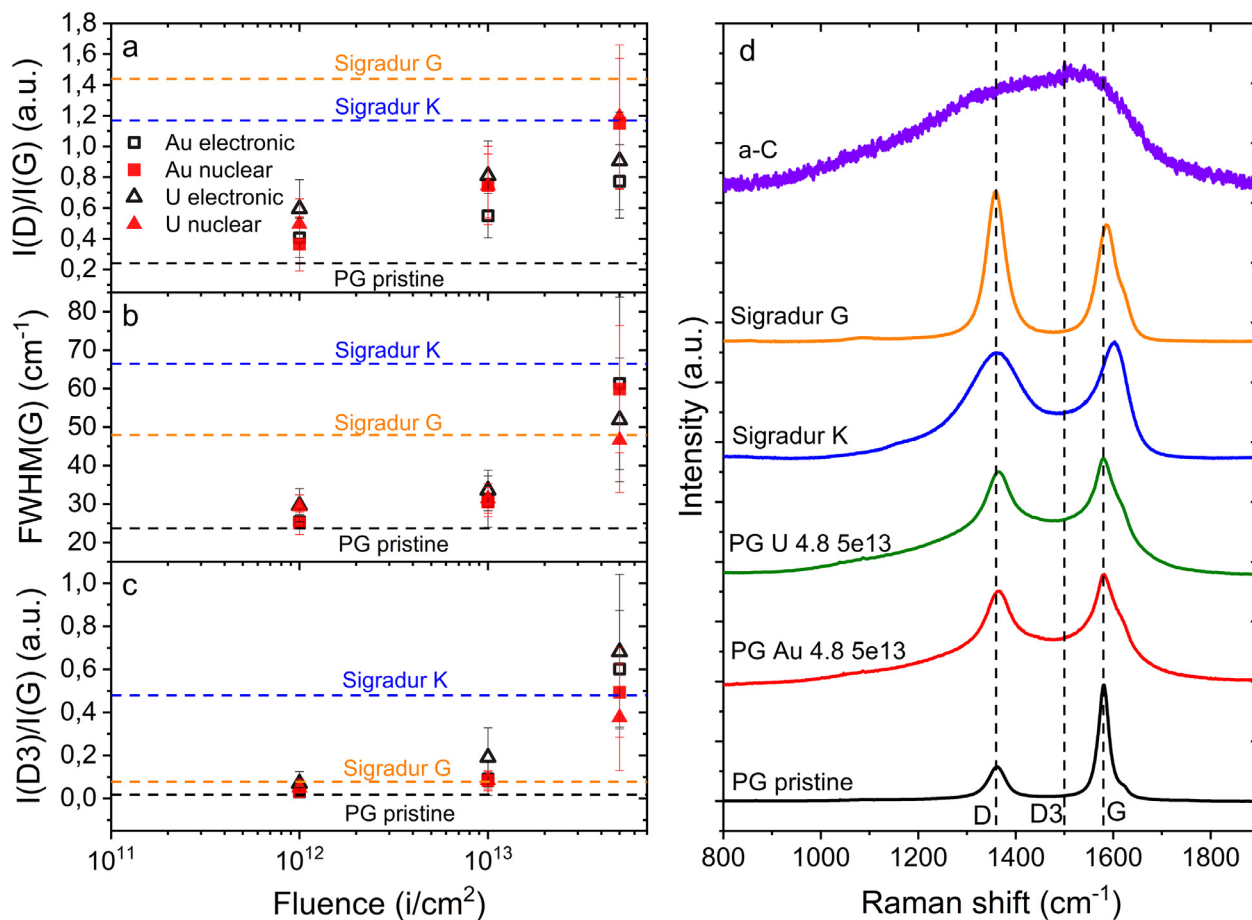 a
I(D)/I(G) (a.u.)
1,8
1,6
1,4
1,2
1,0
0,8
0,6
0,4
0,2
Sigradur G
Sigradur K
Au electronic
Au nuclear
U electronic
U nuclear
PG pristine
b
FWHM(G) (cm⁻¹)
80
70
60
50
40
30
20
Sigradur K
Sigradur G
PG pristine
c
I(D3)/I(G) (a.u.)
1,0
0,8
0,6
0,4
0,2
0,0
Sigradur K
Sigradur G
PG pristine
10¹¹ 10¹² 10¹³
Fluence (i/cm²)
d
Intensity (a.u.)
a-C
Sigradur G
Sigradur K
PG U 4.8 5e13
PG Au 4.8 5e13
PG pristine
D D3 G
800 1000 1200 1400 1600 1800
Raman shift (cm⁻¹)